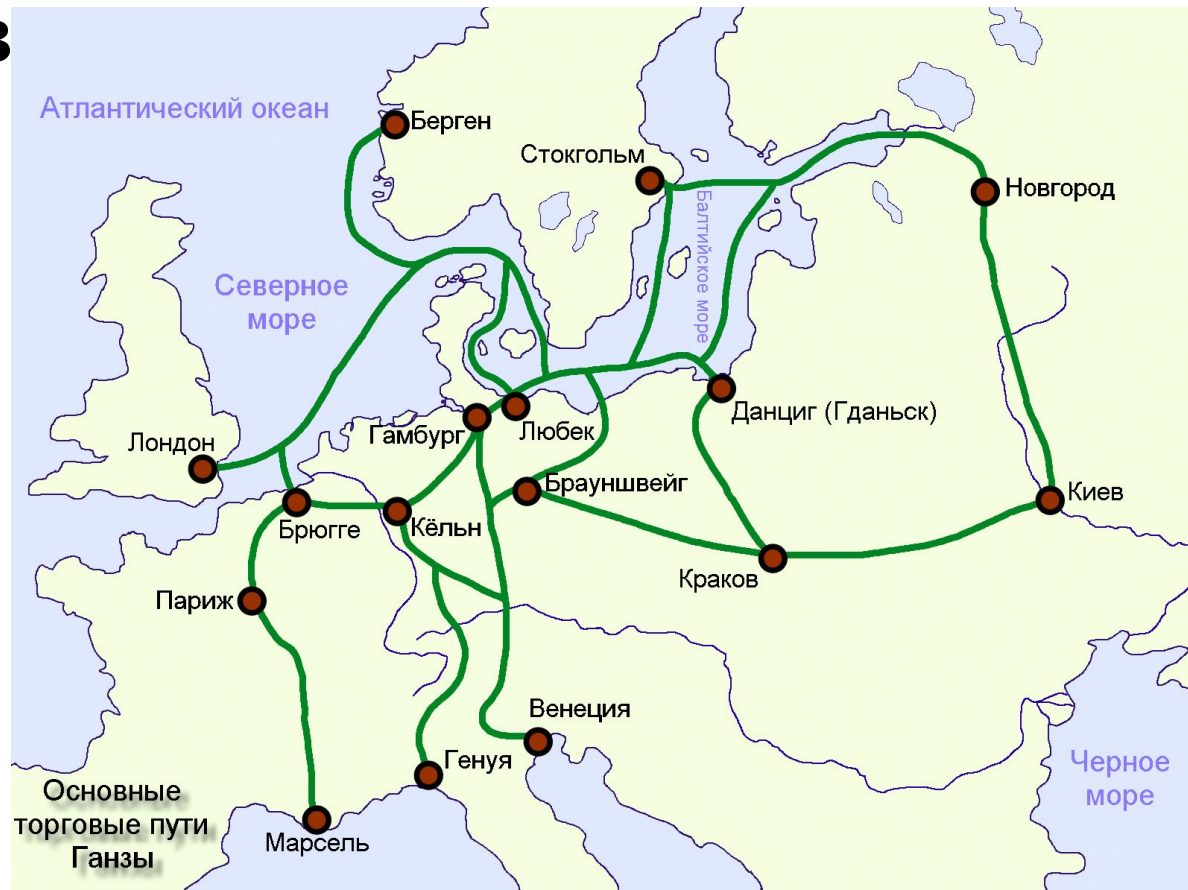 в
Атлантический океан
Берген
Стокгольм
Новгород
Балтийское море
Северное
море
Данциг (Гданьск)
Любек
Гамбург
Лондон
Брауншвейг
Киев
Брюгге
Кёльн
Краков
Париж
Венеция
Генуя
Черное
море
Основные
торговые пути
Ганзы
Марсель